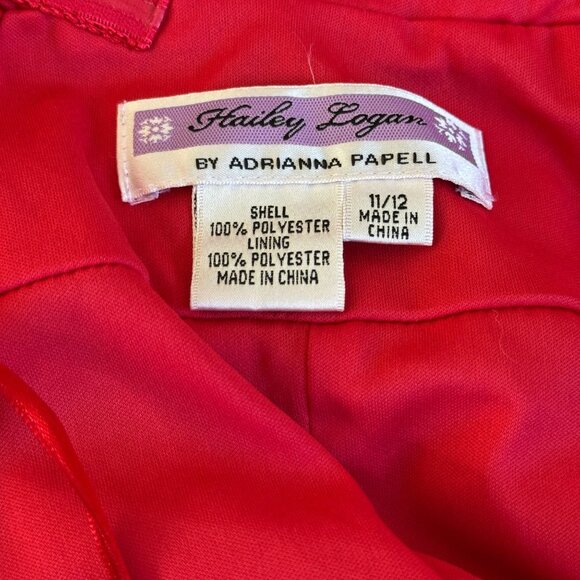 Hailey Logan
BY ADRIANNA PAPELL
SHELL
100% POLYESTER
LINING
100% POLYESTER
MADE IN CHINA
11/12
MADE IN
CHINA